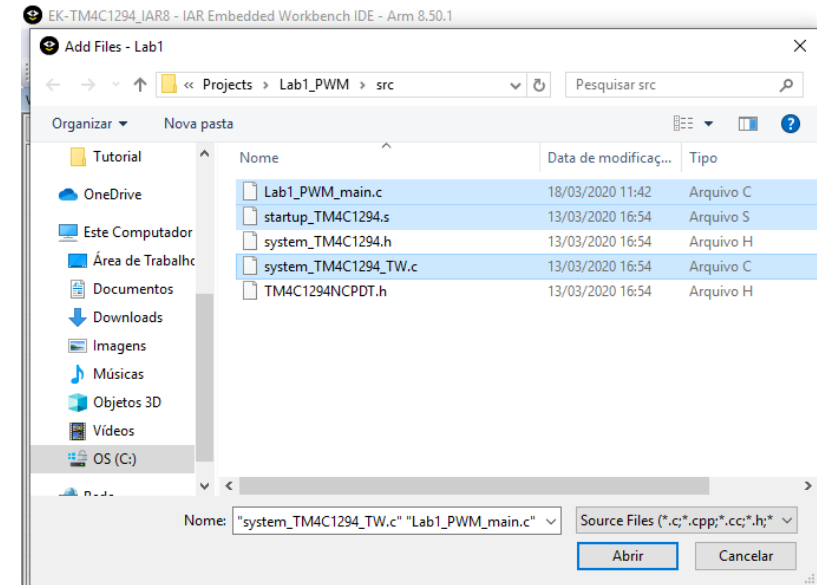 EK-TM4C1294_IAR8 - IAR Embedded Workbench IDE - Arm 8.50.1
Add Files - Lab1
« Projects › Lab1_PWM › src
Pesquisar src
Organizar Nova pasta
Tutorial
OneDrive
Este Computador
Área de Trabalho
Documentos
Downloads
Imagens
Músicas
Objetos 3D
Vídeos
OS (C:)
Nome Data de modificaç... Tipo
Lab1_PWM_main.c 18/03/2020 11:42 Arquivo C
startup_TM4C1294.s 13/03/2020 16:54 Arquivo S
system_TM4C1294.h 13/03/2020 16:54 Arquivo H
system_TM4C1294_TW.c 13/03/2020 16:54 Arquivo C
TM4C1294NCPDT.h 13/03/2020 16:54 Arquivo H
Nome: "system_TM4C1294_TW.c" "Lab1_PWM_main.c" Source Files (*.c;*.cpp;*.cc;*.h;*
Abrir Cancelar